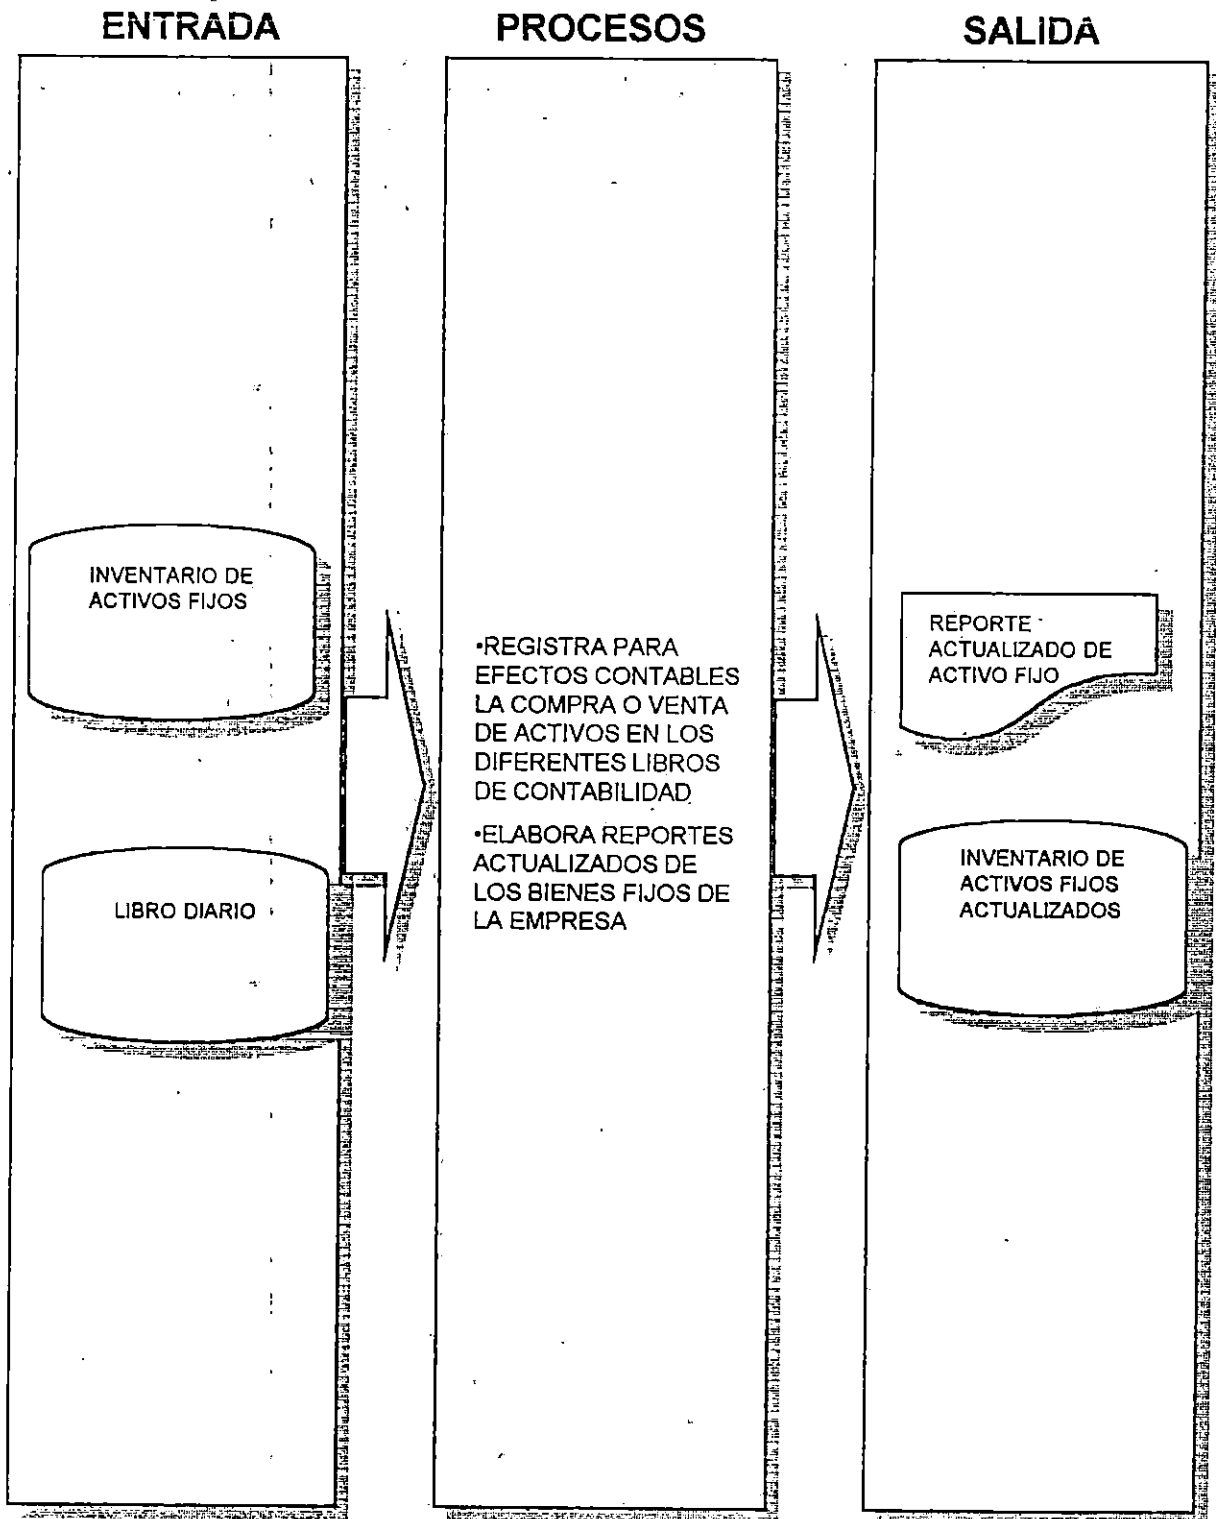 ENTRADA
PROCESOS
SALIDA
INVENTARIO DE
ACTIVOS FIJOS
LIBRO DIARIO
•REGISTRA PARA
EFECTOS CONTABLES
LA COMPRA O VENTA
DE ACTIVOS EN LOS
DIFERENTES LIBROS
DE CONTABILIDAD
•ELABORA REPORTES
ACTUALIZADOS DE
LOS BIENES FIJOS DE
LA EMPRESA
REPORTE
ACTUALIZADO DE
ACTIVO FIJO
INVENTARIO DE
ACTIVOS FIJOS
ACTUALIZADOS